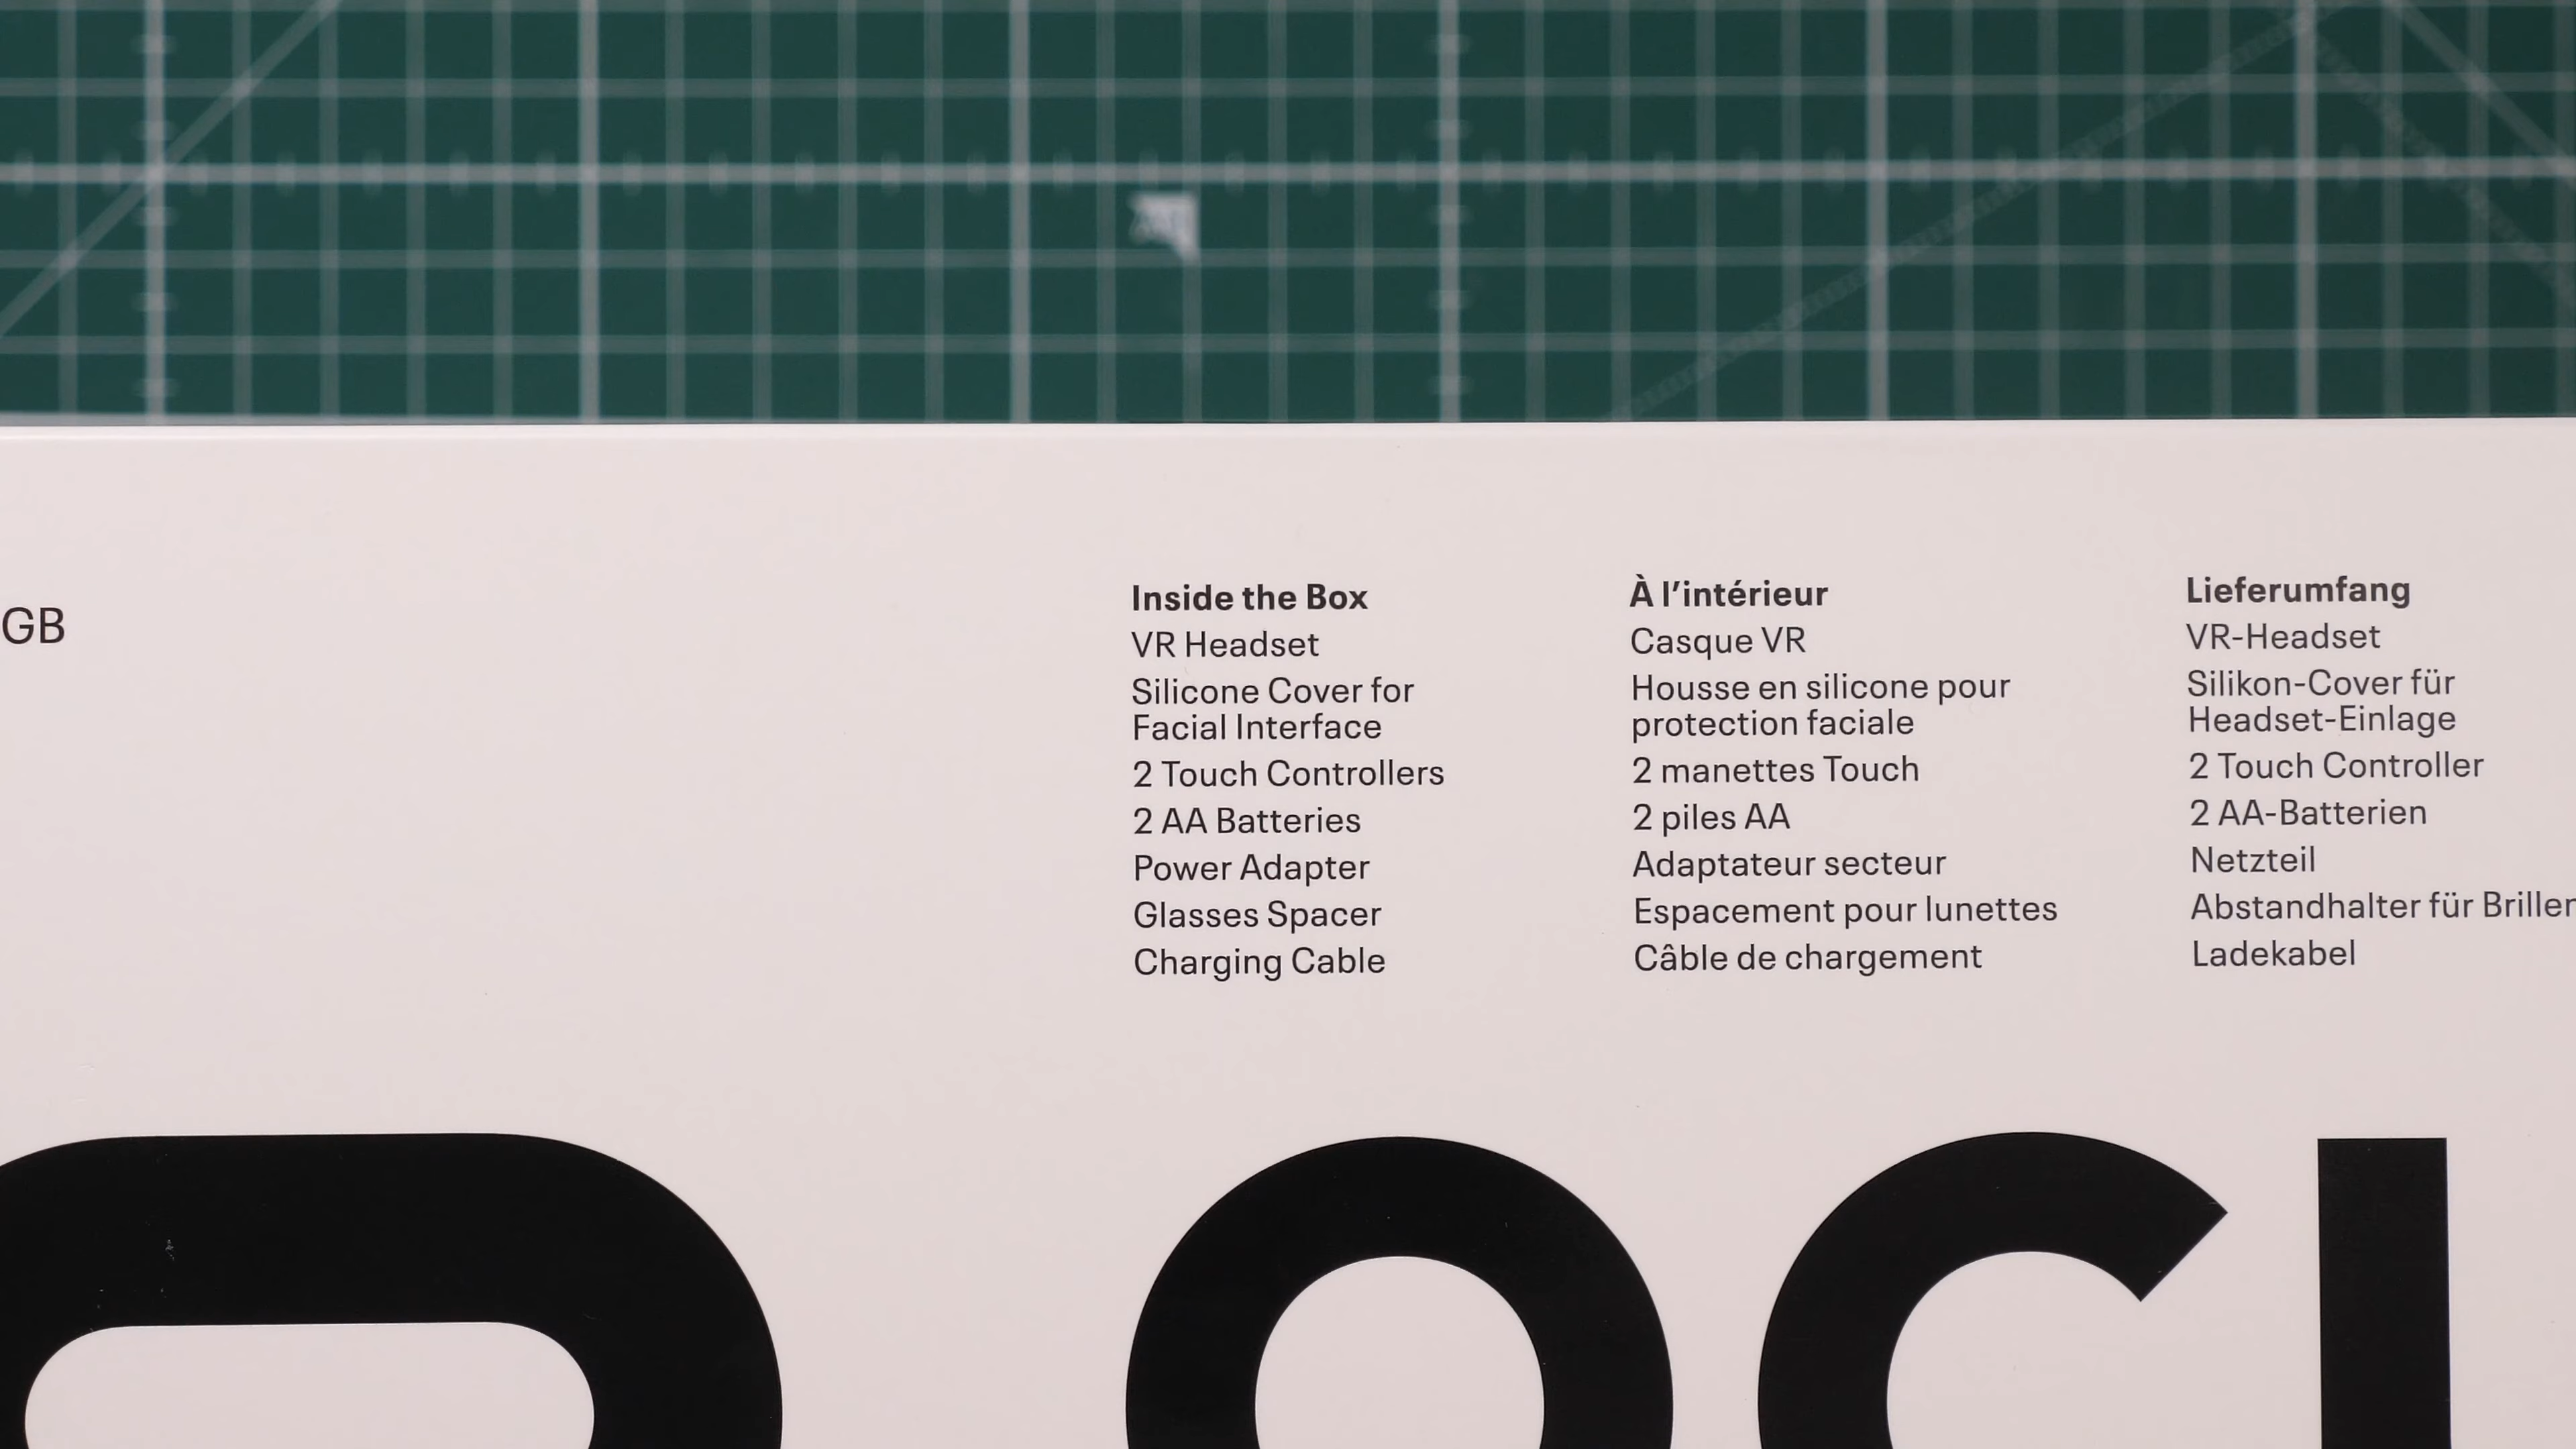 GB
Inside the Box
VR Headset
Silicone Cover for
Facial Interface
2 Touch Controllers
2 AA Batteries
Power Adapter
Glasses Spacer
Charging Cable
À l’intérieur
Casque VR
Housse en silicone pour
protection faciale
2 manettes Touch
2 piles AA
Adaptateur secteur
Espacement pour lunettes
Câble de chargement
Lieferumfang
VR-Headset
Silikon-Cover für
Headset-Einlage
2 Touch Controller
2 AA-Batterien
Netzteil
Abstandhalter für Brillen
Ladekabel